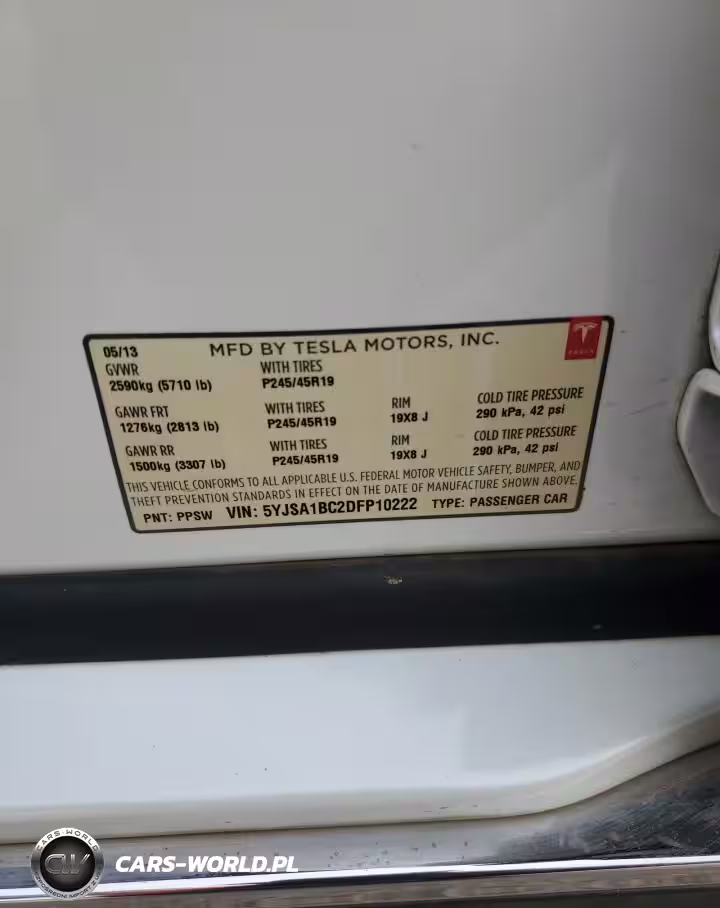 05/13 MFD BY TESLA MOTORS, INC. TESLA
GVWR WITH TIRES
2590kg (5710 lb) P245/45R19
GAWR FRT WITH TIRES RIM COLD TIRE PRESSURE
1276kg (2813 lb) P245/45R19 19X8 J 290 kPa, 42 psi
GAWR RR WITH TIRES RIM COLD TIRE PRESSURE
1500kg (3307 lb) P245/45R19 19X8 J 290 kPa, 42 psi
THIS VEHICLE CONFORMS TO ALL APPLICABLE U.S. FEDERAL MOTOR VEHICLE SAFETY, BUMPER, AND
THEFT PREVENTION STANDARDS IN EFFECT ON THE DATE OF MANUFACTURE SHOWN ABOVE.
PNT: PPSW VIN: 5YJSA1BC2DFP10222 TYPE: PASSENGER CAR
CARS-WORLD
CW
CARS-WORLD.PL